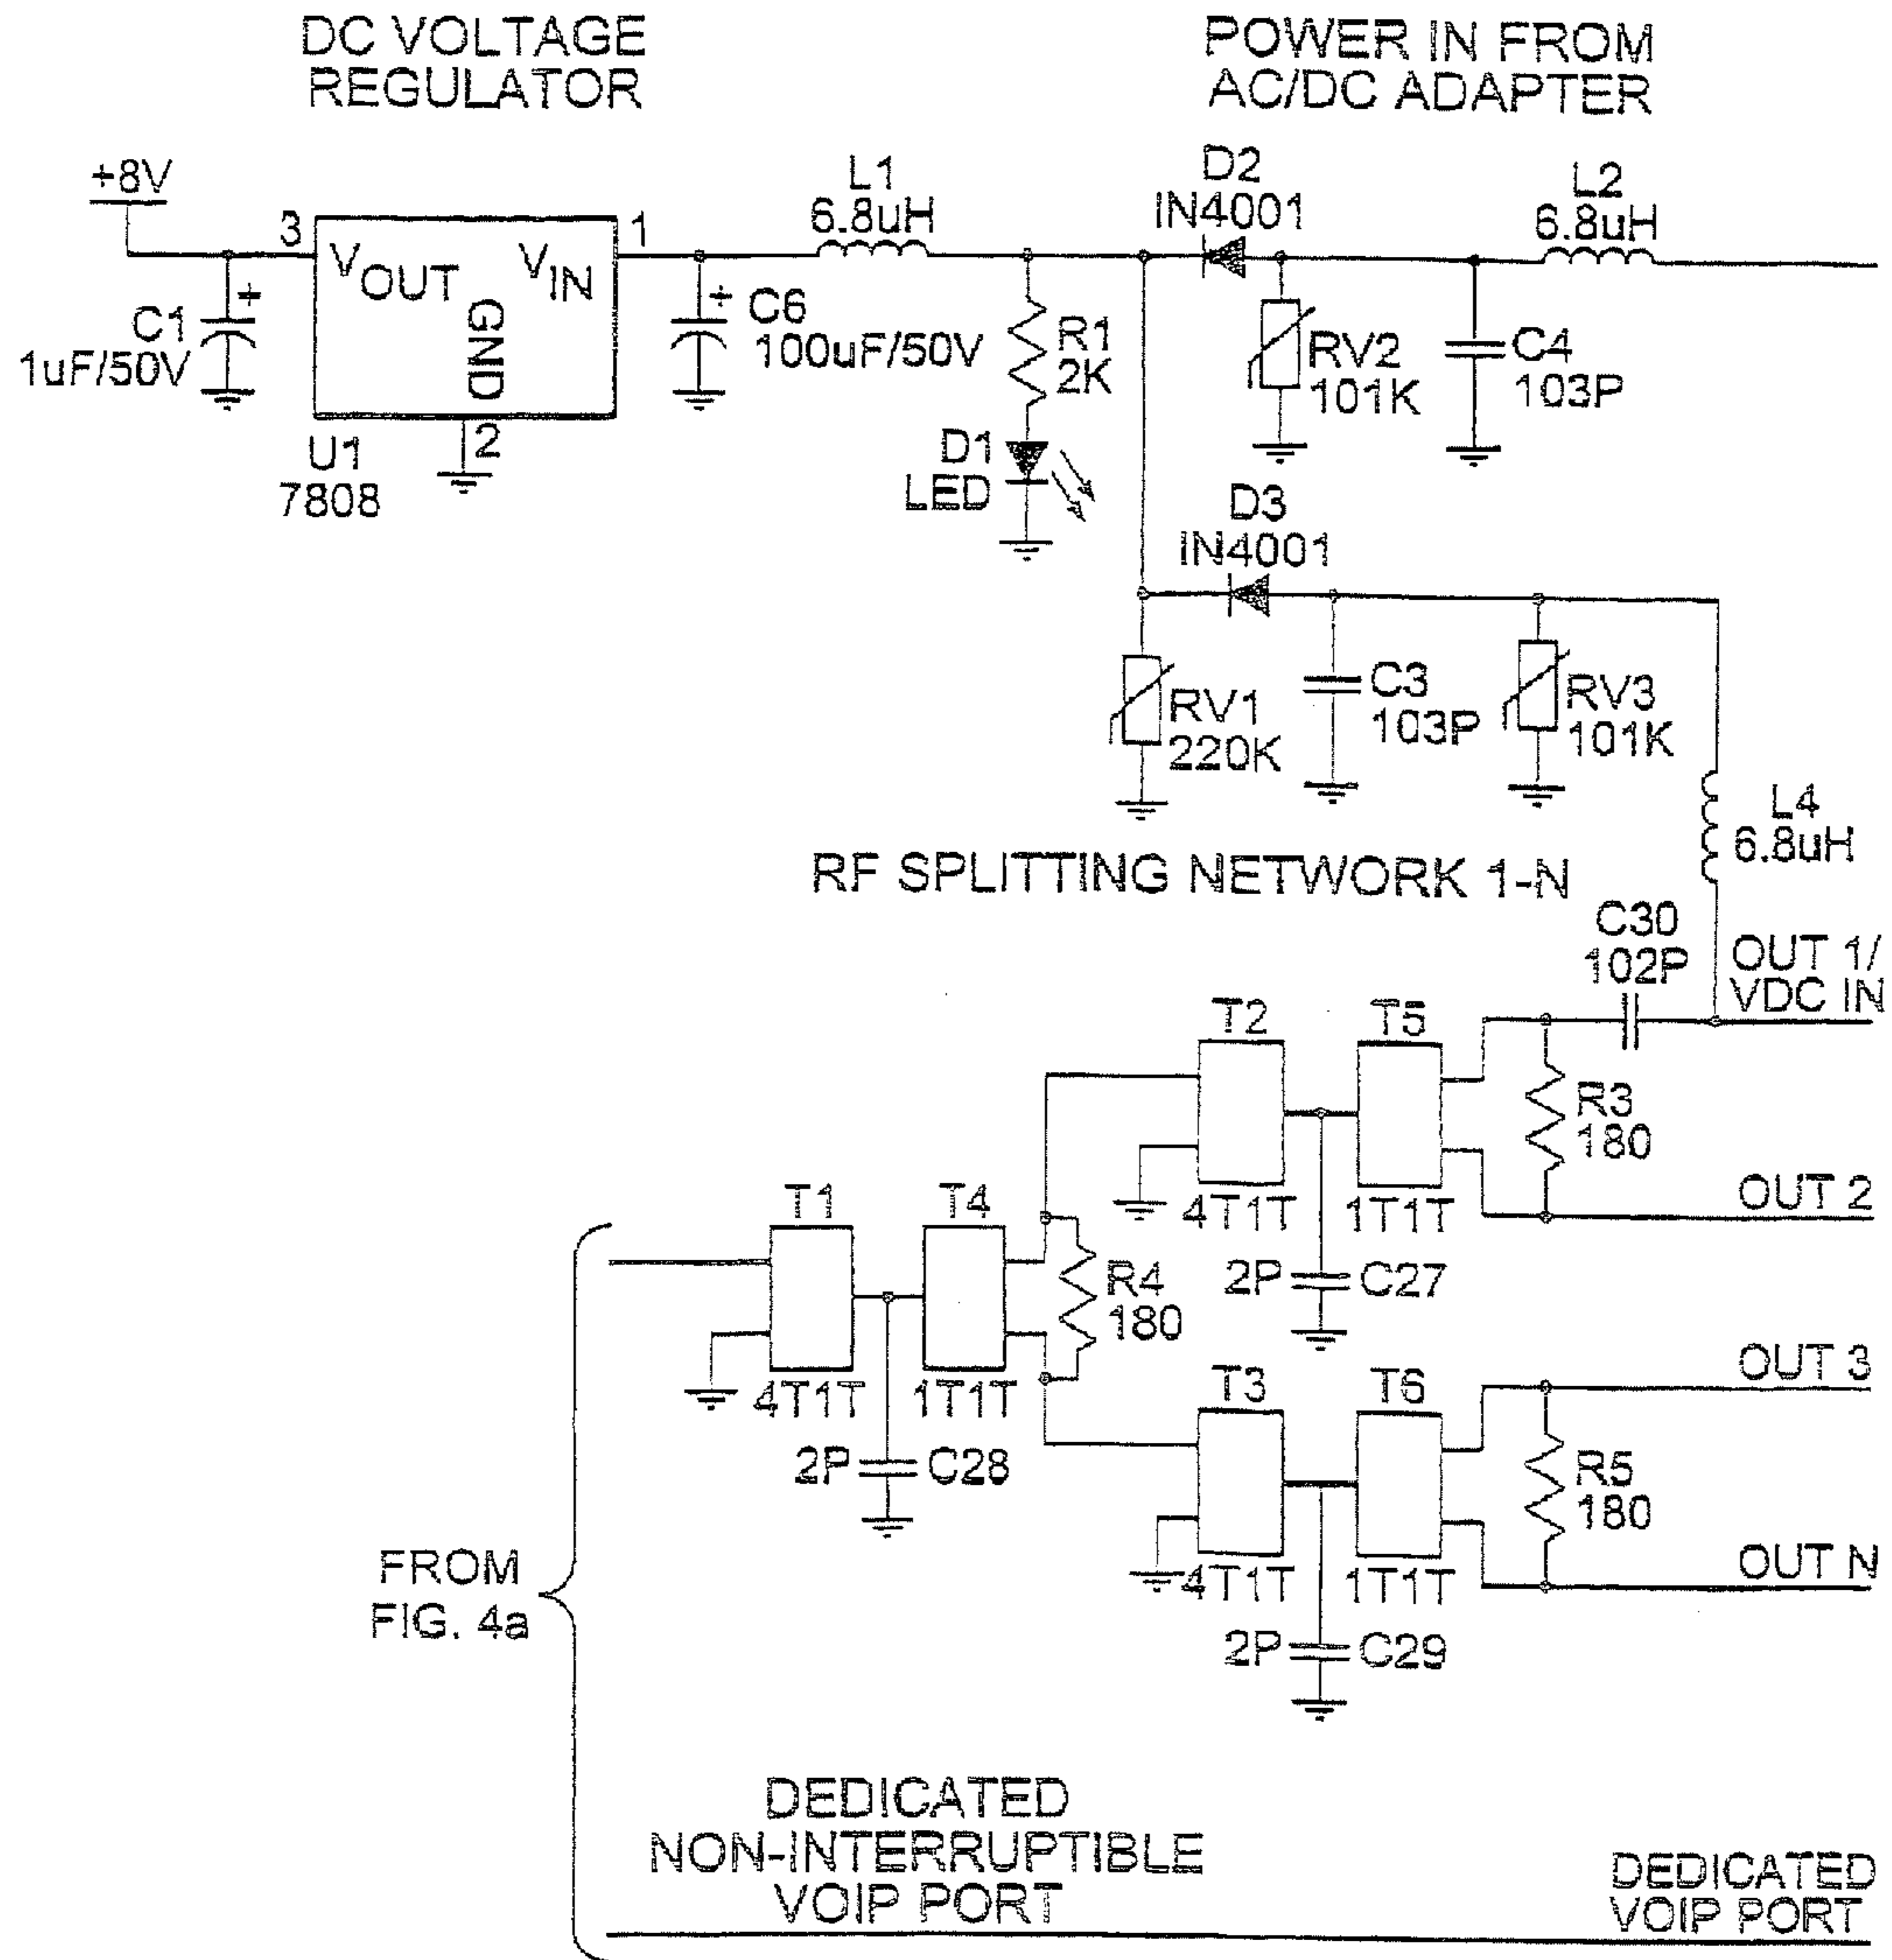 DC VOLTAGE
REGULATOR
POWER IN FROM
AC/DC ADAPTER
+8V
3
VOUT
VIN
GND
1
2
U1
7808
C1
1uF/50V
+
+
C6
100uF/50V
L1
6.8uH
R1
2K
D1
LED
D2
IN4001
L2
6.8uH
RV2
101K
C4
103P
D3
IN4001
RV1
220K
C3
103P
RV3
101K
L4
6.8uH
RF SPLITTING NETWORK 1-N
C30
102P
OUT 1/
VDC IN
T2
4T1T
T5
1T1T
R3
180
OUT 2
2P
C27
T1
4T1T
T4
1T1T
R4
180
2P
C28
OUT 3
T3
4T1T
T6
1T1T
R5
180
OUT N
2P
C29
FROM
FIG. 4a
DEDICATED
NON-INTERRUPTIBLE
VOIP PORT
DEDICATED
VOIP PORT